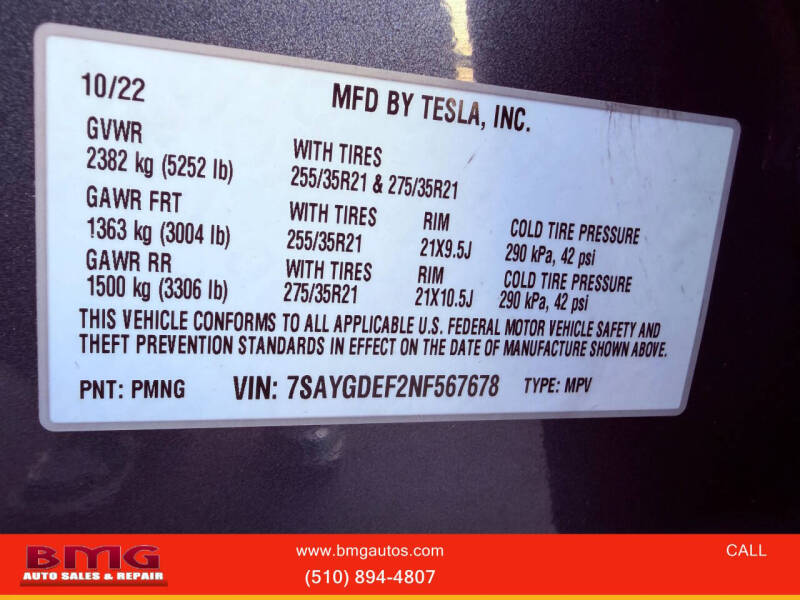 10/22 MFD BY TESLA, INC.
GVWR
2382 kg (5252 lb) WITH TIRES
255/35R21 & 275/35R21
GAWR FRT WITH TIRES RIM COLD TIRE PRESSURE
1363 kg (3004 lb) 255/35R21 21X9.5J 290 kPa, 42 psi
GAWR RR WITH TIRES RIM COLD TIRE PRESSURE
1500 kg (3306 lb) 275/35R21 21X10.5J 290 kPa, 42 psi
THIS VEHICLE CONFORMS TO ALL APPLICABLE U.S. FEDERAL MOTOR VEHICLE SAFETY AND
THEFT PREVENTION STANDARDS IN EFFECT ON THE DATE OF MANUFACTURE SHOWN ABOVE.
PNT: PMNG VIN: 7SAYGDEF2NF567678 TYPE: MPV
BMG
AUTO SALES & REPAIR
www.bmgautos.com
(510) 894-4807
CALL